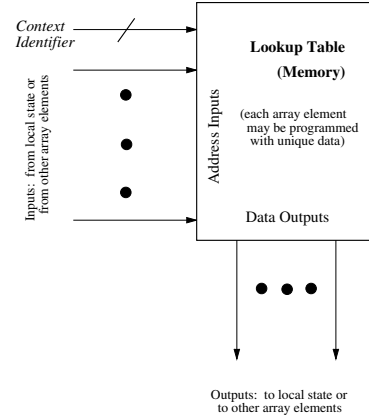 Context
Identifier
Lookup Table
(Memory)
(each array element
may be programmed
with unique data)
Address Inputs
Inputs: from local state or
from other array elements
Data Outputs
Outputs: to local state or
to other array elements